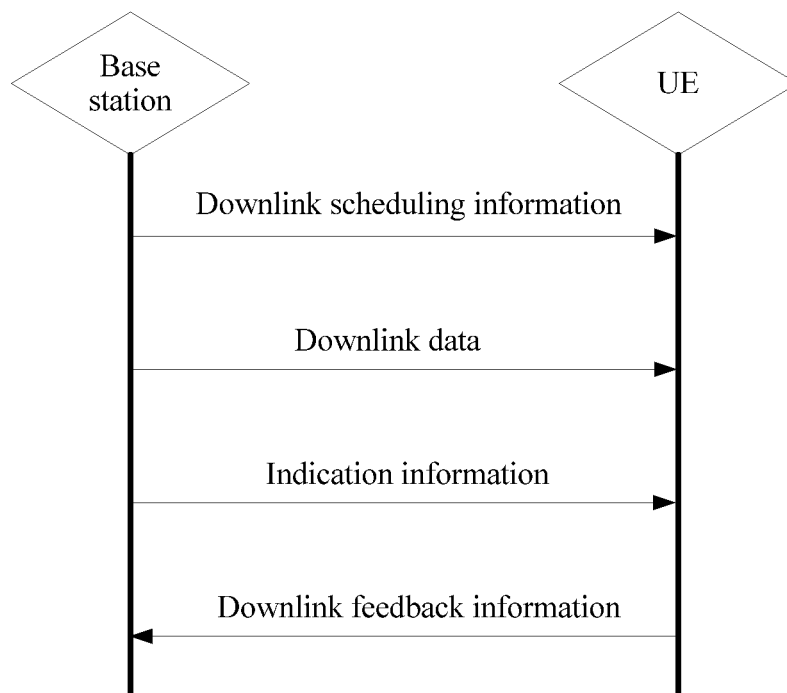 Base
station
UE
Downlink scheduling information
Downlink data
Indication information
Downlink feedback information